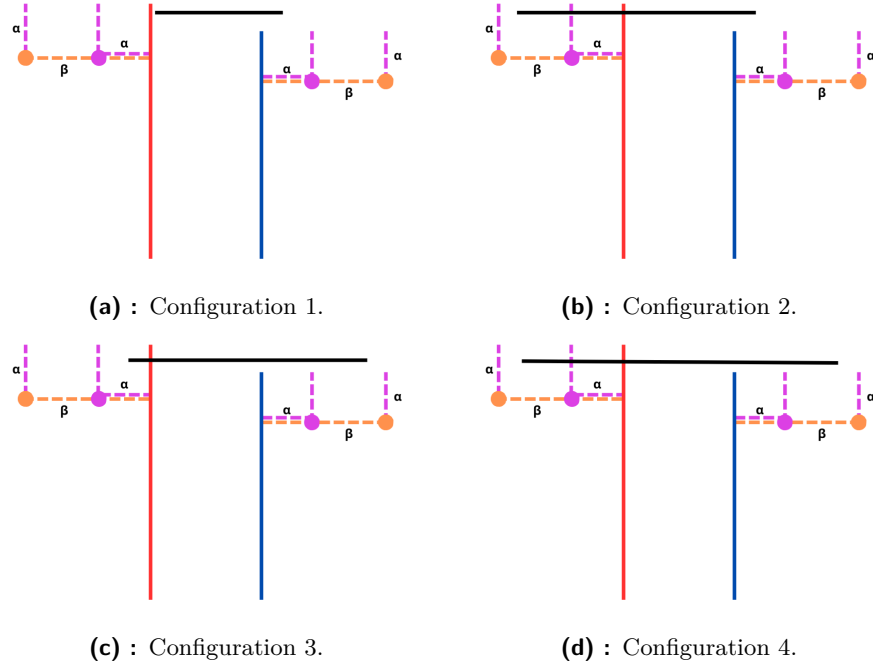 α α α
β α
β
(a) : Configuration 1.
α α α
β α
β
(b) : Configuration 2.
α α α
β α
β
(c) : Configuration 3.
α α α
β α
β
(d) : Configuration 4.